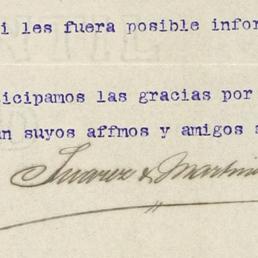 i les fuera posible infor
icipamos las gracias por
n suyos affmos y amigos
Suarez & Martin